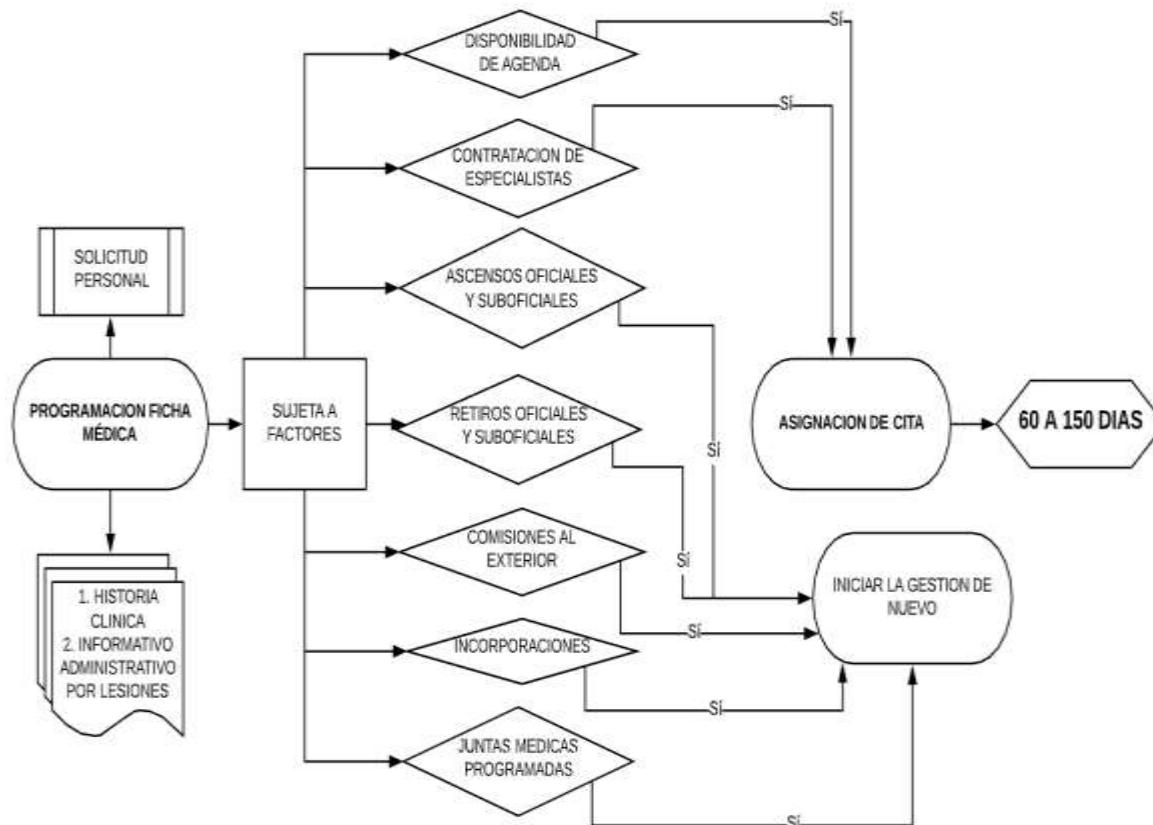 DISPONIBILIDAD
DE AGENDA
Sí
CONTRATACION DE
ESPECIALISTAS
Sí
SOLICITUD
PERSONAL
ASCENSOS OFICIALES
Y SUBOFICIALES
Sí
PROGRAMACION FICHA
MÉDICA
SUJETA A
FACTORES
RETIROS OFICIALES
Y SUBOFICIALES
Sí
ASIGNACION DE CITA
60 A 150 DIAS
COMISIONES AL
EXTERIOR
Sí
INICIAR LA GESTION DE
NUEVO
1. HISTORIA
CLINICA
2. INFORMATIVO
ADMINISTRATIVO
POR LESIONES
INCORPORACIONES
Sí
JUNTAS MEDICAS
PROGRAMADAS
Sí